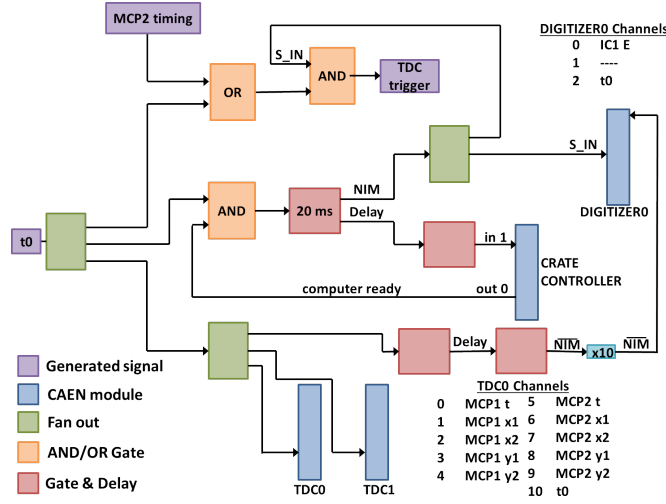 MCP2 timing
DIGITIZER0 Channels
0 IC1 E
1 ----
2 t0
S_IN
AND
TDC
trigger
OR
S_IN
NIM
DIGITIZER0
AND
20 ms
Delay
t0
in 1
CRATE
CONTROLLER
computer ready
out 0
Delay
NIM
x10
NIM
Generated signal
CAEN module
Fan out
AND/OR Gate
Gate & Delay
TDC0
TDC1
TDC0 Channels
0 MCP1 t 5 MCP2 t
1 MCP1 x1 6 MCP2 x1
2 MCP1 x2 7 MCP2 x2
3 MCP1 y1 8 MCP2 y1
4 MCP1 y2 9 MCP2 y2
10 t0